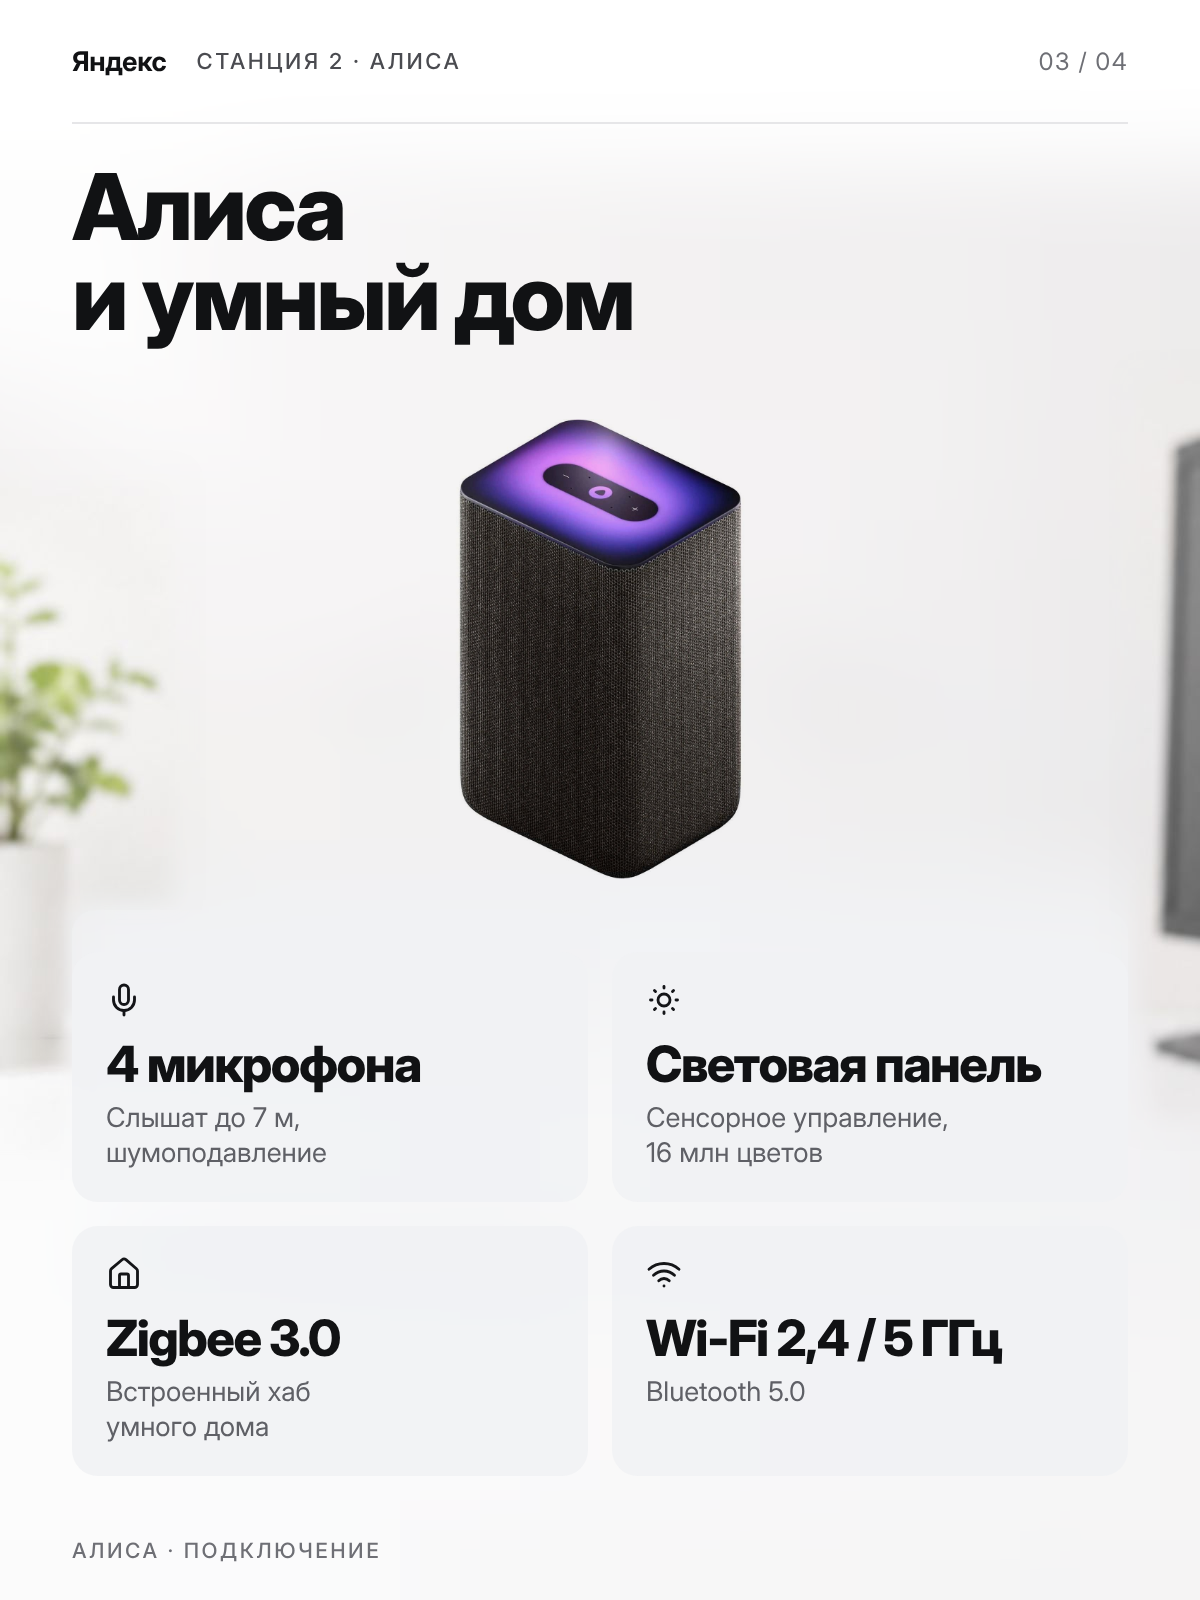 Яндекс СТАНЦИЯ 2 · АЛИСА 03 / 04
Алиса
и умный дом
4 микрофона
Слышат до 7 м,
шумоподавление
Световая панель
Сенсорное управление,
16 млн цветов
Zigbee 3.0
Встроенный хаб
умного дома
Wi-Fi 2,4 / 5 ГГц
Bluetooth 5.0
АЛИСА · ПОДКЛЮЧЕНИЕ